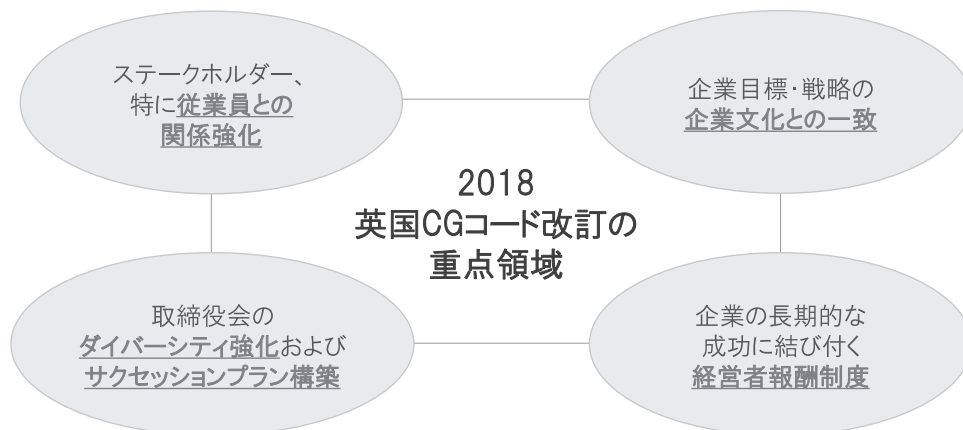 ステークホルダー、
特に従業員との
関係強化
企業目標・戦略の
企業文化との一致
2018
英国CGコード改訂の
重点領域
取締役会の
ダイバーシティ強化および
サクセッションプラン構築
企業の長期的な
成功に結び付く
経営者報酬制度